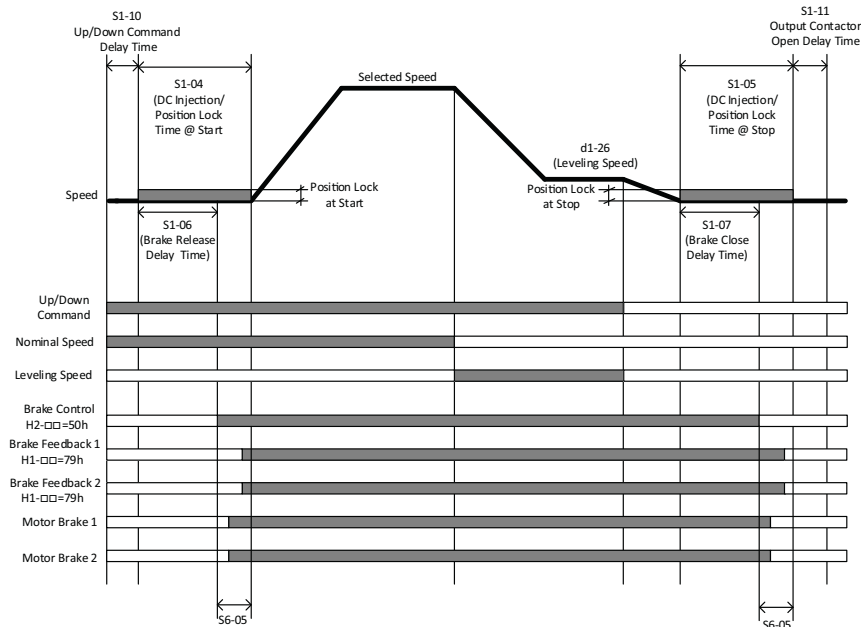 S1-10
Up/Down Command
Delay Time
S1-11
Output Contactor
Open Delay Time
S1-04
(DC Injection/
Position Lock
Time @ Start
Selected Speed
S1-05
(DC Injection/
Position Lock
Time @ Stop
d1-26
(Leveling Speed)
Speed
Position Lock
at Start
Position Lock
at Stop
S1-06
(Brake Release
Delay Time)
S1-07
(Brake Close
Delay Time)
Up/Down
Command
Nominal Speed
Leveling Speed
Brake Control
H2-□□=50h
Brake Feedback 1
H1-□□=79h
Brake Feedback 2
H1-□□=79h
Motor Brake 1
Motor Brake 2
S6-05
S6-05